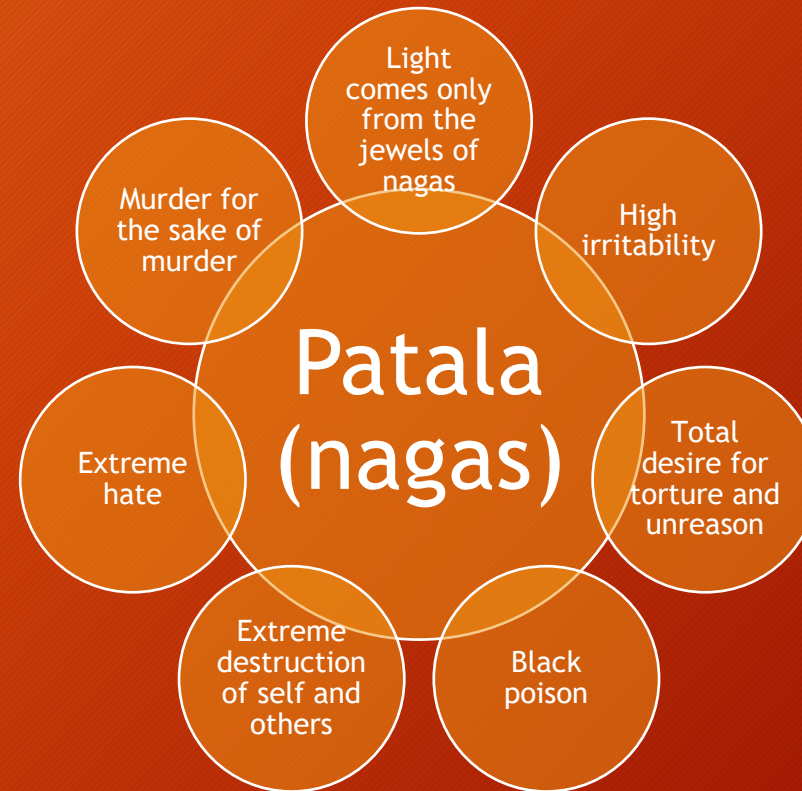 Light
comes only
from the
jewels of
nagas
High
irritability
Total
desire for
torture and
unreason
Black
poison
Extreme
destruction
of self and
others
Extreme
hate
Murder for
the sake of
murder
Patala
(nagas)